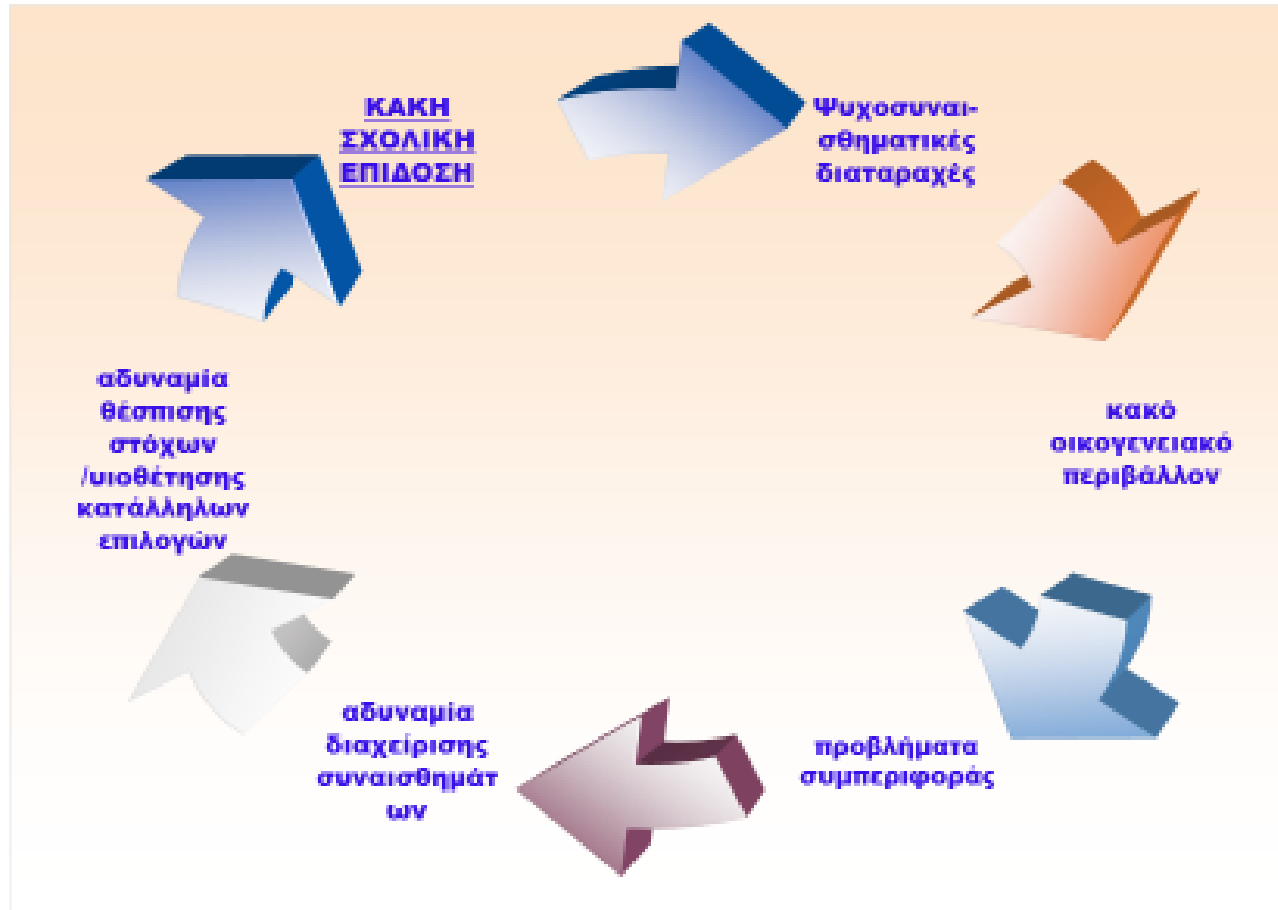 ΚΑΚΗ
ΣΧΟΛΙΚΗ
ΕΠΙΔΟΣΗ
Ψυχοσυναι-
σθηματικές
διαταραχές
κακό
οικογενειακό
περιβάλλον
προβλήματα
συμπεριφοράς
αδυναμία
διαχείρισης
συναισθημάτ
ων
αδυναμία
θέσπισης
στόχων
/υιοθέτησης
κατάλληλων
επιλογών